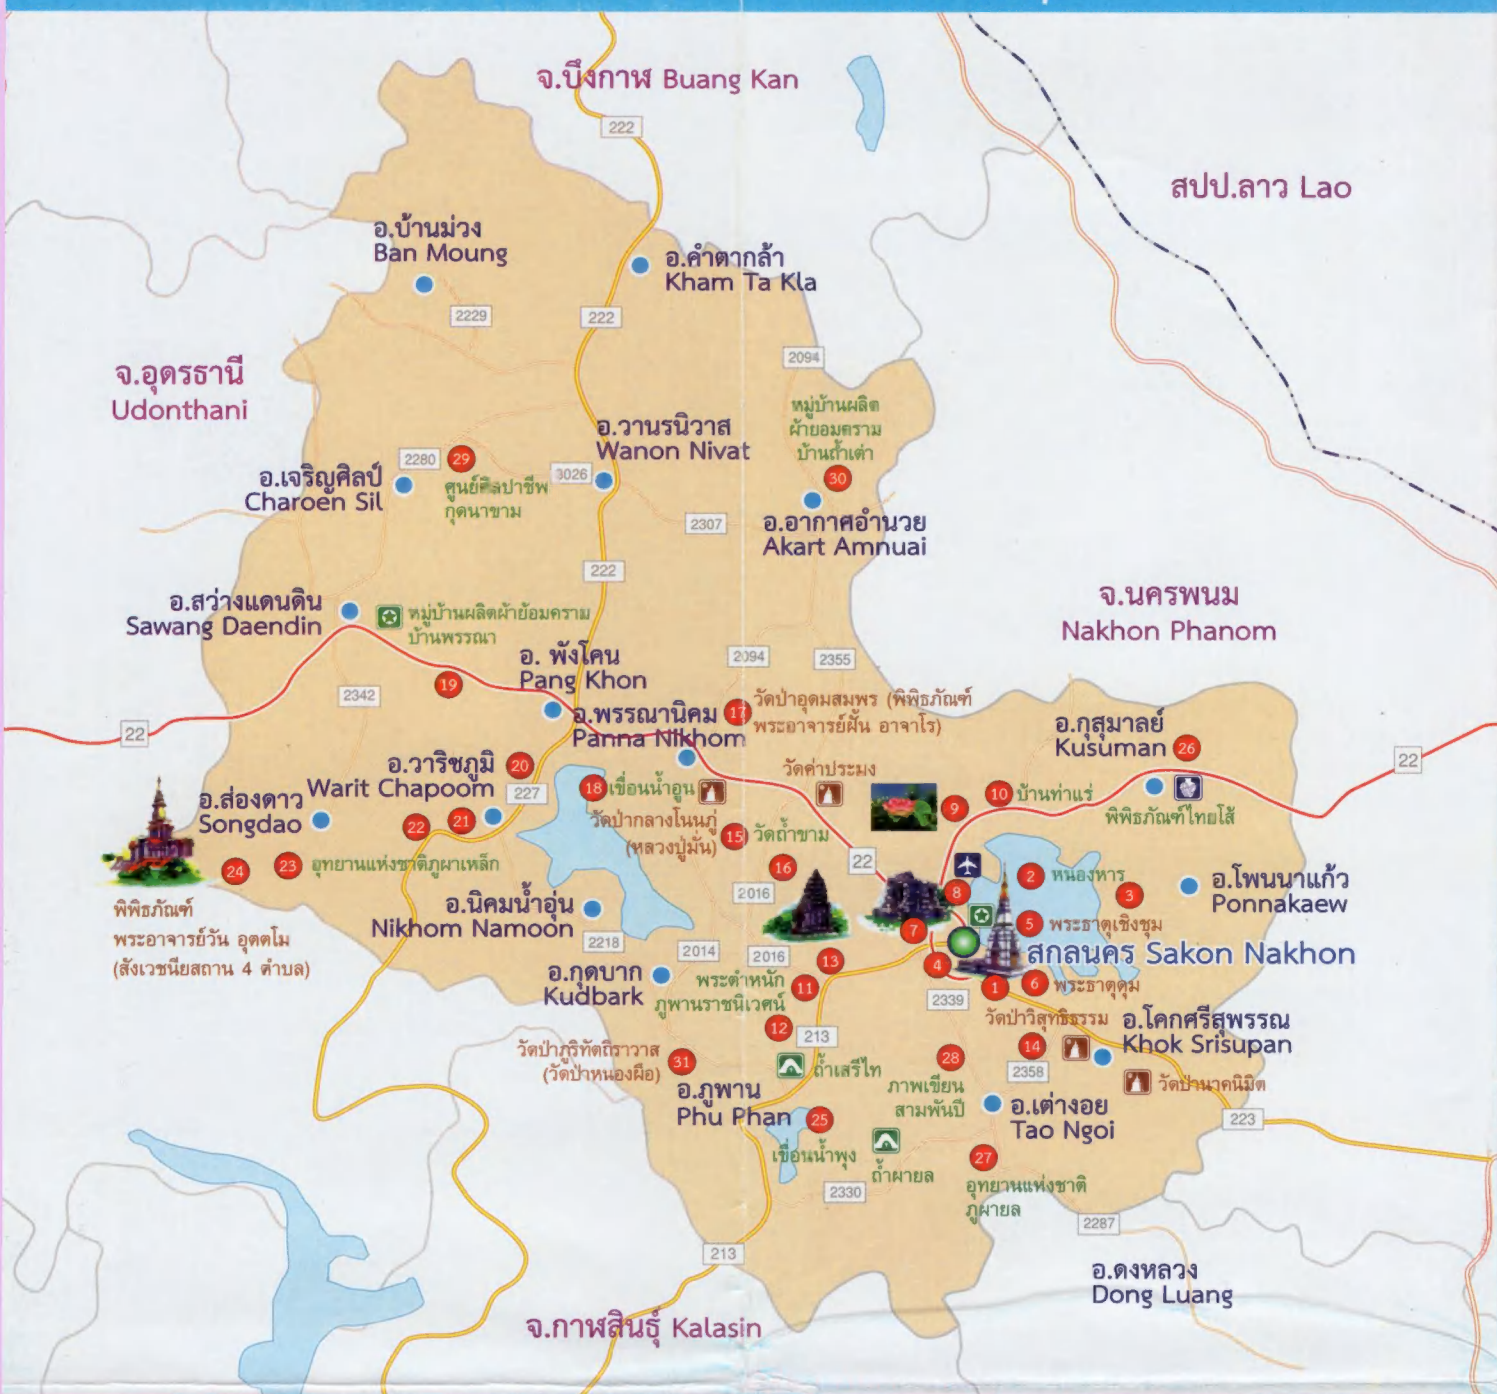 จ.บึงกาฬ Buang Kan
222
สปป.ลาว Lao
อ.บ้านม่วง
Ban Moung
อ.คำตากล้า
Kham Ta Kla
2229
222
2094
จ.อุดรธานี
Udonthani
หมู่บ้านผลิต
ผ้ายอมคราม
บ้านถ้ำเต่า
30
อ.วานรนิวาส
Wanon Nivat
2280
29
3026
อ.เจริญศิลป์
Charoen Sil
ศูนย์ศิลปาชีพ
กุดนาขาม
2307
อ.อากาศอำนวย
Akart Amnuai
222
จ.นครพนม
Nakhon Phanom
อ.สว่างแดนดิน
Sawang Daendin
หมู่บ้านผลิตผ้าย้อมคราม
บ้านพรรณา
อ. พังโคน
Pang Khon
2094
2355
19
2342
22
17
วัดป่าอุดมสมพร (พิพิธภัณฑ์
พระอาจารย์ฝั้น อาจาโร)
อ.พรรณานิคม
Panna Nikhom
อ.กุสุมาลย์
Kusuman
26
22
อ.วาริชภูมิ
Warit Chapoom
20
227
18
เขื่อนน้ำอูน
วัดคำประมง
9
10
บ้านท่าแร่
พิพิธภัณฑ์ไทยโส้
อ.ส่องดาว
Songdao
22
21
วัดป่ากลางโนนภู่
(หลวงปู่มั่น)
15
วัดถ้ำขาม
24
23
อุทยานแห่งชาติภูผาเหล็ก
16
22
2
หนองหาร
3
อ.โพนนาแก้ว
Ponnakaew
พิพิธภัณฑ์
พระอาจารย์วัน อุตตโม
(สังเวชนียสถาน 4 ตำบล)
อ.นิคมน้ำอุ่น
Nikhom Namoon
2016
8
7
5
พระธาตุเชิงชุม
2218
2014
2016
13
4
สกลนคร Sakon Nakhon
อ.กุดบาก
Kudbark
พระตำหนัก
ภูพานราชนิเวศน์
11
2339
1
6
พระธาตุดุม
12
213
วัดป่าวิสุทธิธรรม
14
อ.โคกศรีสุพรรณ
Khok Srisupan
วัดป่าภูริทัตถิราวาส
(วัดป่าหนองผือ)
31
ถ้ำเสรีไท
28
2358
วัดป่านาคนิมิต
อ.ภูพาน
Phu Phan
ภาพเขียน
สามพันปี
อ.เต่างอย
Tao Ngoi
223
25
เขื่อนน้ำพุง
ถ้ำผายล
27
อุทยานแห่งชาติ
ภูผายล
2330
2287
213
อ.ดงหลวง
Dong Luang
จ.กาฬสินธุ์ Kalasin